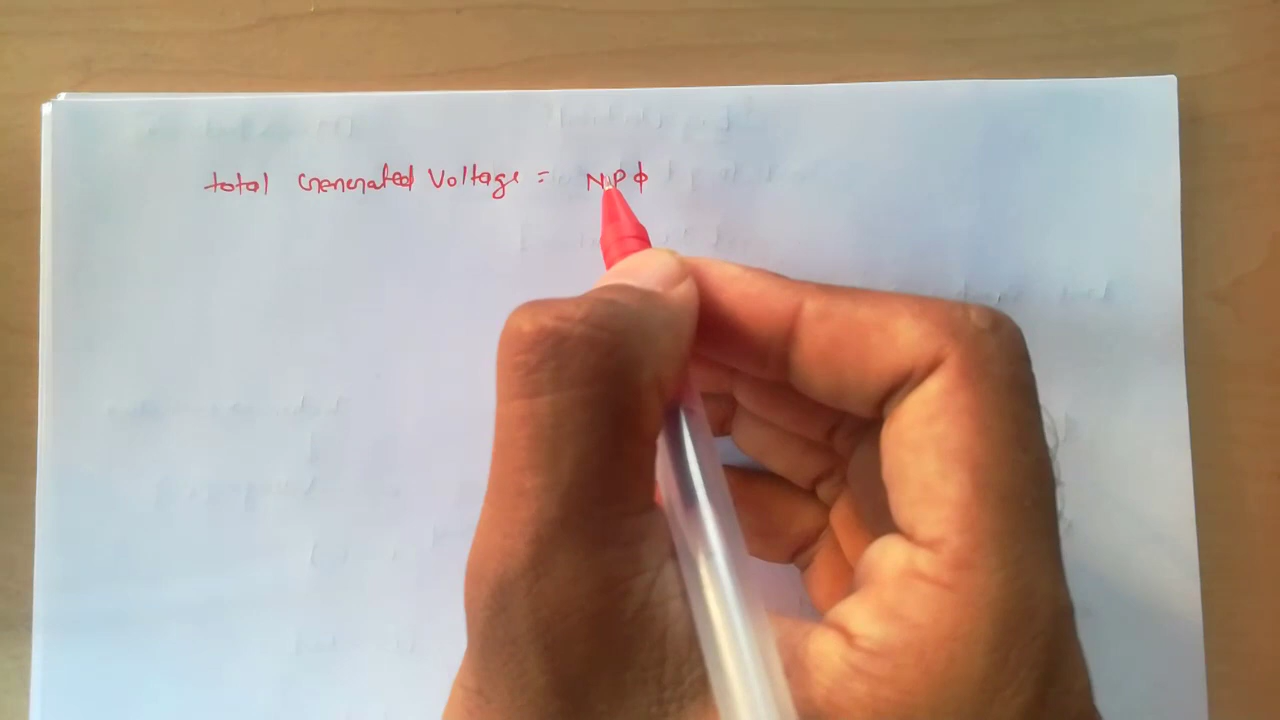 total Generated Voltage = NPϕ